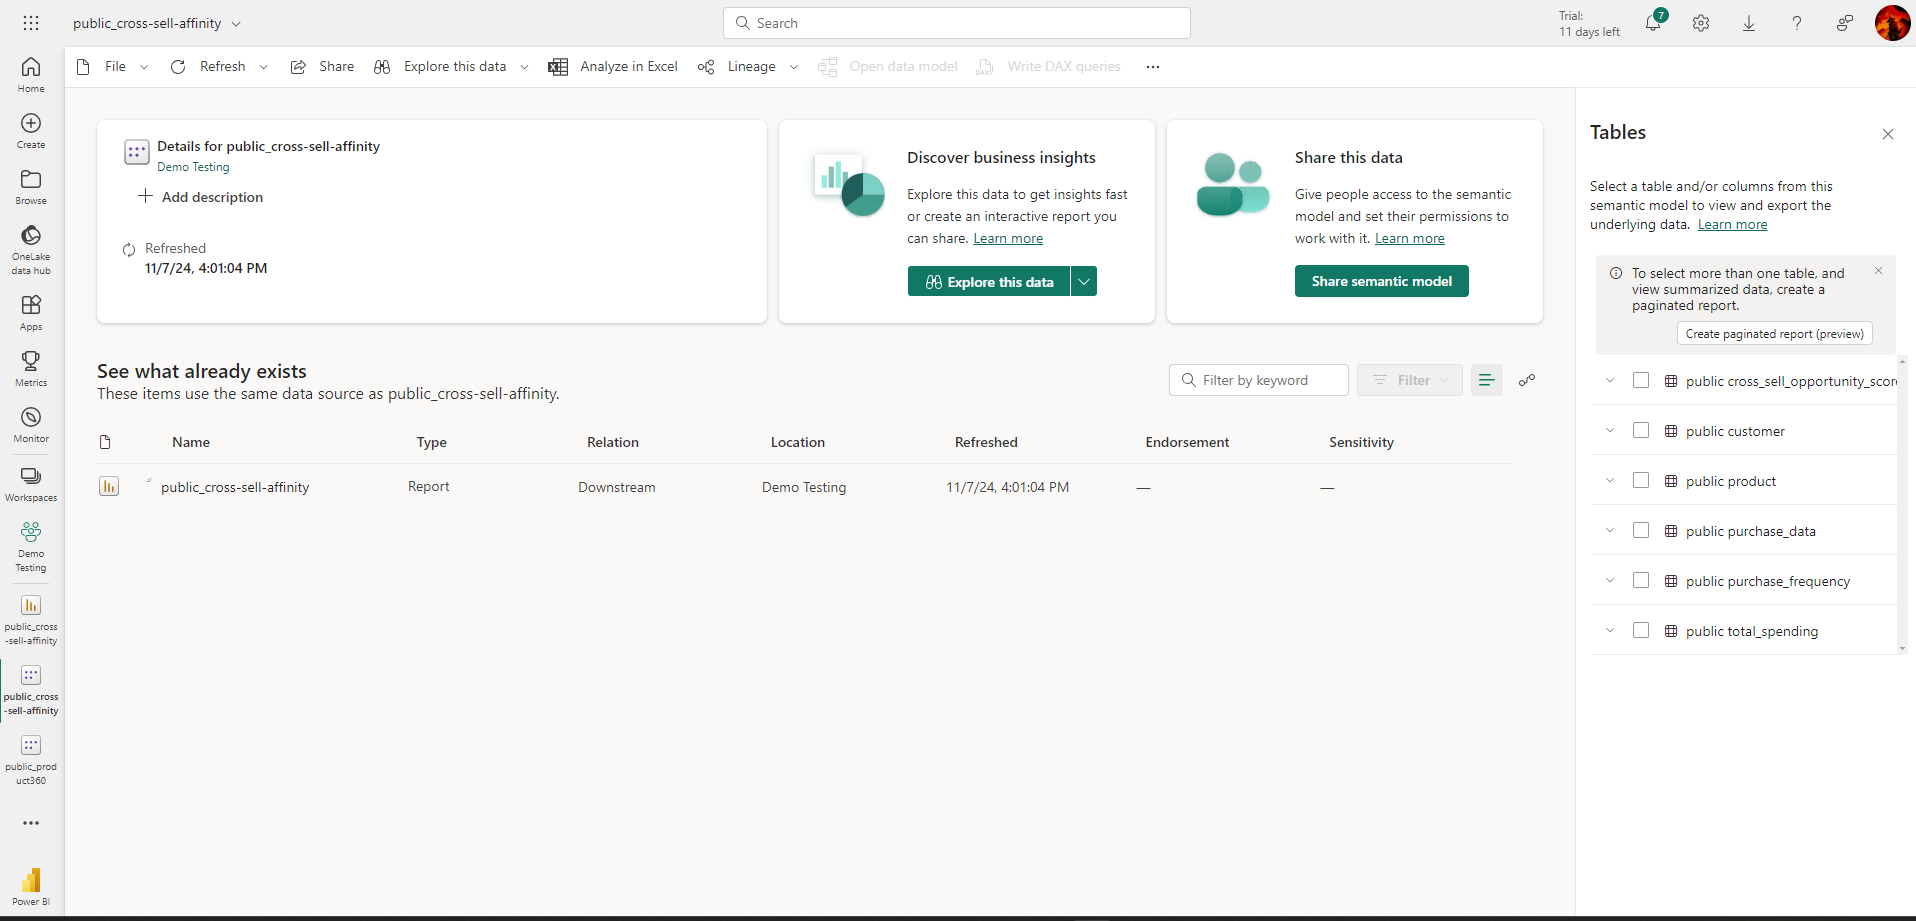 public_cross-sell-affinity
Search
Trial:
11 days left
7
File
Refresh
Share
Explore this data
Analyze in Excel
Lineage
Open data model
Write DAX queries
Home
Create
Browse
OneLake
data hub
Apps
Metrics
Monitor
Workspaces
Demo
Testing
public_cross
-sell-affinity
public_cross
-sell-affinity
public_prod
uct360
Power BI
Details for public_cross-sell-affinity
Demo Testing
Add description
Refreshed
11/7/24, 4:01:04 PM
Discover business insights
Explore this data to get insights fast
or create an interactive report you
can share. Learn more
Explore this data
Share this data
Give people access to the semantic
model and set their permissions to
work with it. Learn more
Share semantic model
See what already exists
These items use the same data source as public_cross-sell-affinity.
Filter by keyword
Filter
Name Type Relation Location Refreshed Endorsement Sensitivity
public_cross-sell-affinity Report Downstream Demo Testing 11/7/24, 4:01:04 PM — —
Tables
Select a table and/or columns from this
semantic model to view and export the
underlying data. Learn more
To select more than one table, and
view summarized data, create a
paginated report.
Create paginated report (preview)
public cross_sell_opportunity_score
public customer
public product
public purchase_data
public purchase_frequency
public total_spending